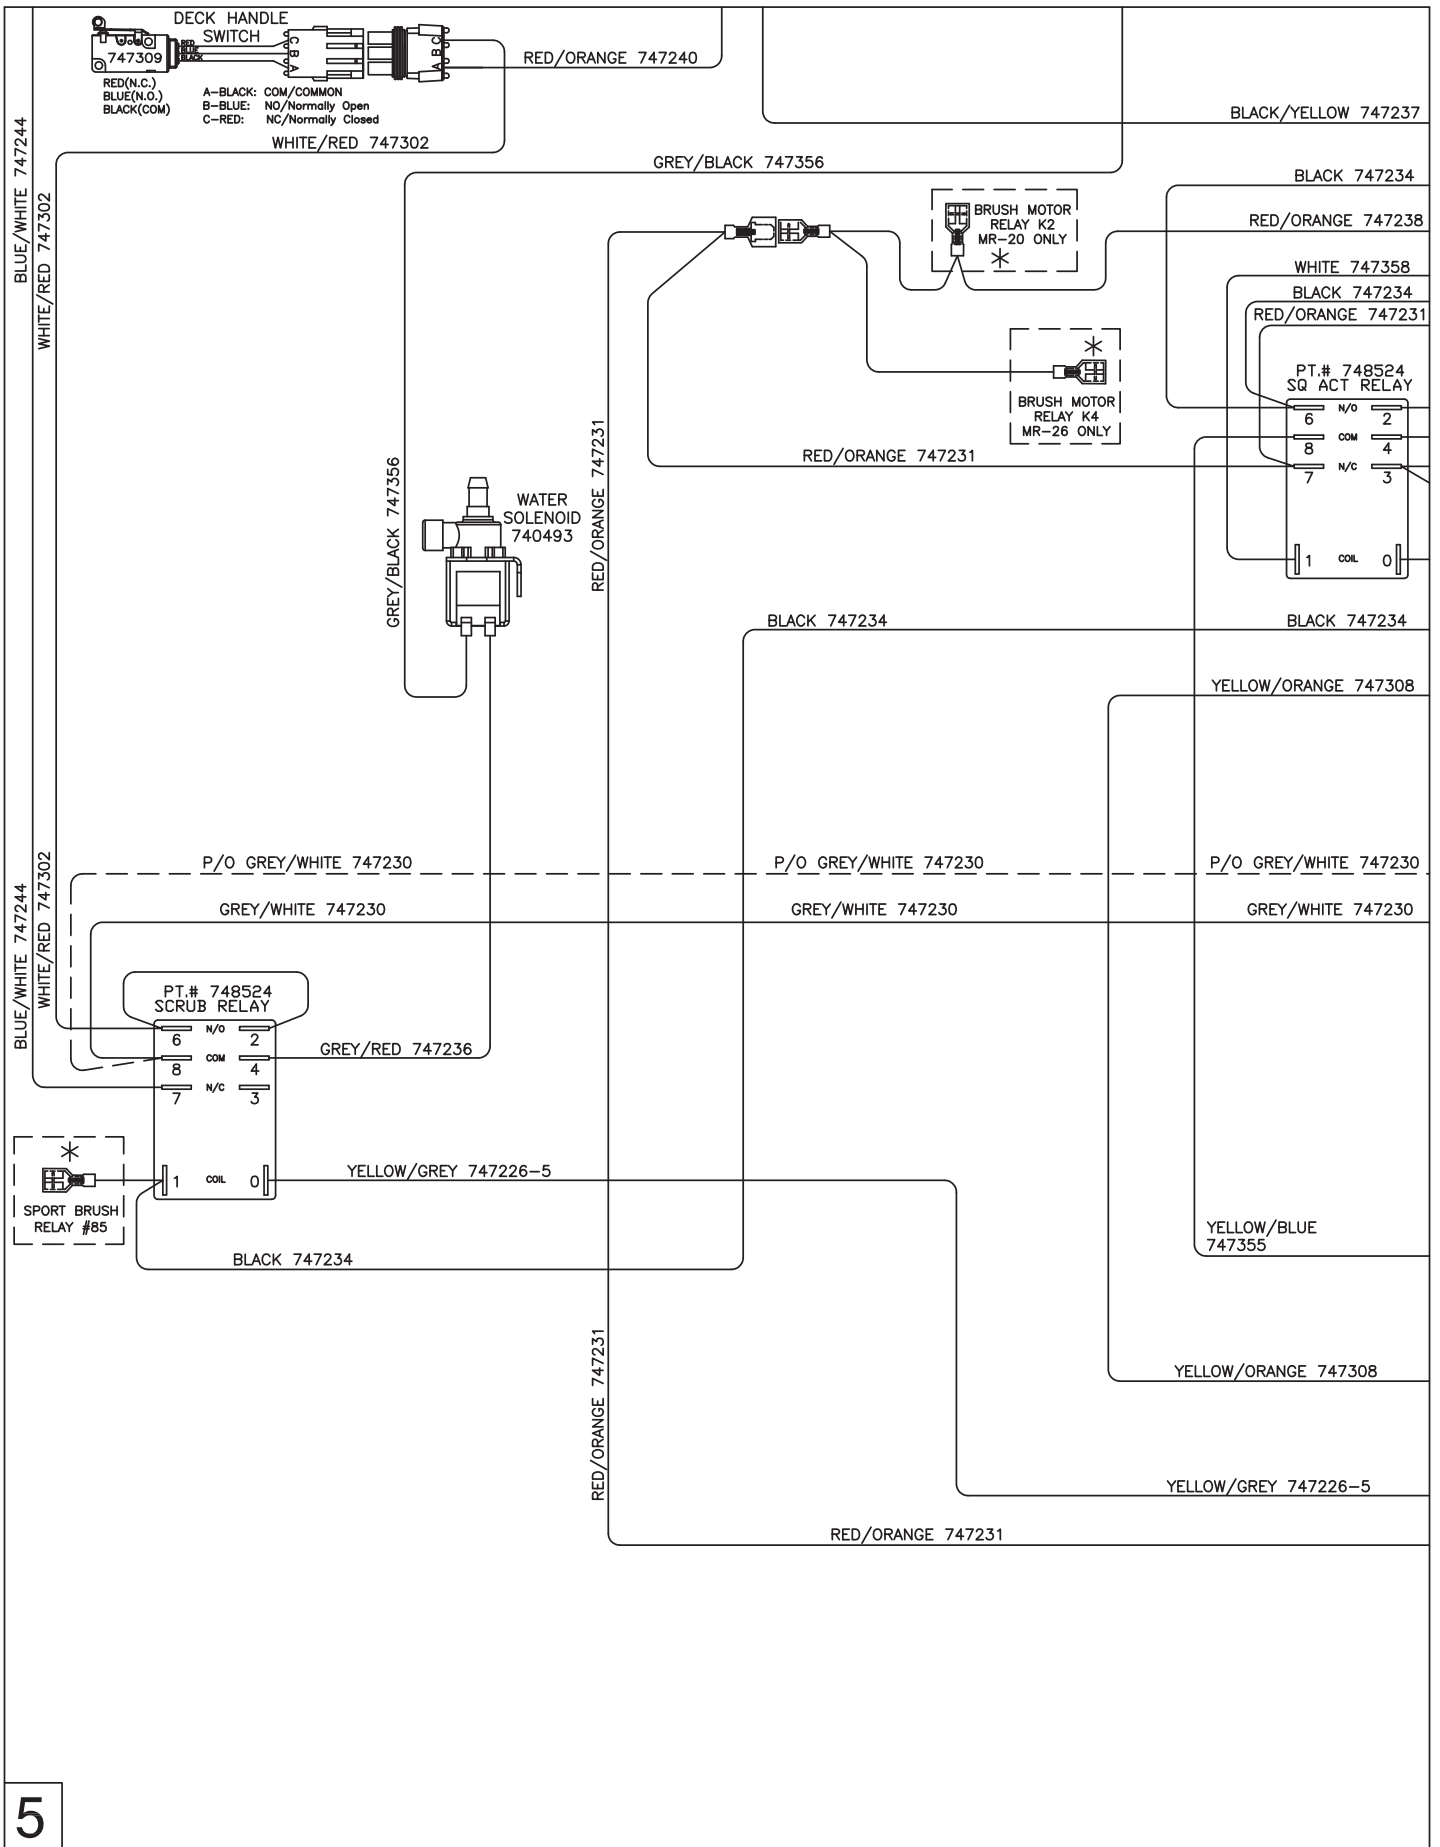 DECK HANDLE
SWITCH
747309
RED
BLUE
BLACK
C
B
A
C
B
A
RED(N.C.)
BLUE(N.O.)
BLACK(COM)
A-BLACK: COM/COMMON
B-BLUE: NO/Normally Open
C-RED: NC/Normally Closed
RED/ORANGE 747240
WHITE/RED 747302
BLUE/WHITE 747244
WHITE/RED 747302
BLACK/YELLOW 747237
GREY/BLACK 747356
BLACK 747234
BRUSH MOTOR
RELAY K2
MR-20 ONLY
RED/ORANGE 747238
WHITE 747358
BLACK 747234
RED/ORANGE 747231
BRUSH MOTOR
RELAY K4
MR-26 ONLY
PT.# 748524
SQ ACT RELAY
6 N/O 2
8 COM 4
7 N/C 3
1 COIL 0
RED/ORANGE 747231
RED/ORANGE 747231
GREY/BLACK 747356
WATER
SOLENOID
740493
BLACK 747234
BLACK 747234
YELLOW/ORANGE 747308
P/O GREY/WHITE 747230
P/O GREY/WHITE 747230
P/O GREY/WHITE 747230
GREY/WHITE 747230
GREY/WHITE 747230
GREY/WHITE 747230
BLUE/WHITE 747244
WHITE/RED 747302
PT.# 748524
SCRUB RELAY
6 N/O 2
8 COM 4
7 N/C 3
1 COIL 0
GREY/RED 747236
SPORT BRUSH
RELAY #85
YELLOW/GREY 747226-5
BLACK 747234
YELLOW/BLUE
747355
RED/ORANGE 747231
YELLOW/ORANGE 747308
YELLOW/GREY 747226-5
RED/ORANGE 747231
5